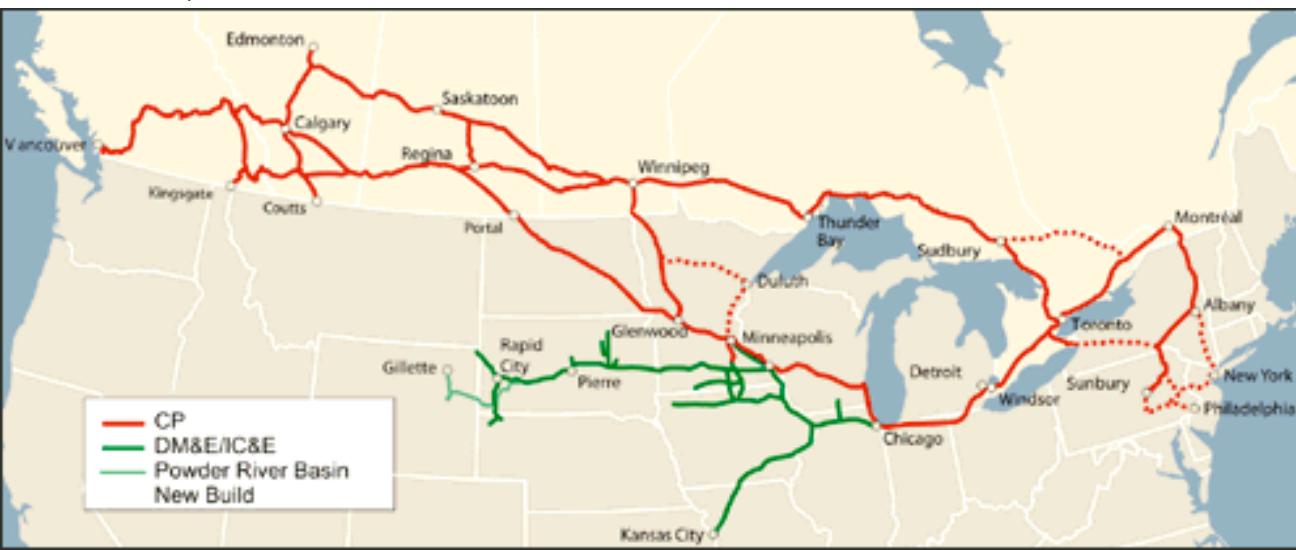 Edmonton
Saskatoon
Calgary
Vancouver
Regina
Winnipeg
Kingsgate
Coutts
Portal
Thunder
Bay
Sudbury
Montréal
Duluth
Albany
Glenwood
Minneapolis
Toronto
Rapid
City
Gillette
Pierre
Detroit
Windsor
Sunbury
New York
Philadelphia
Chicago
Kansas City
CP
DM&E/IC&E
Powder River Basin
New Build